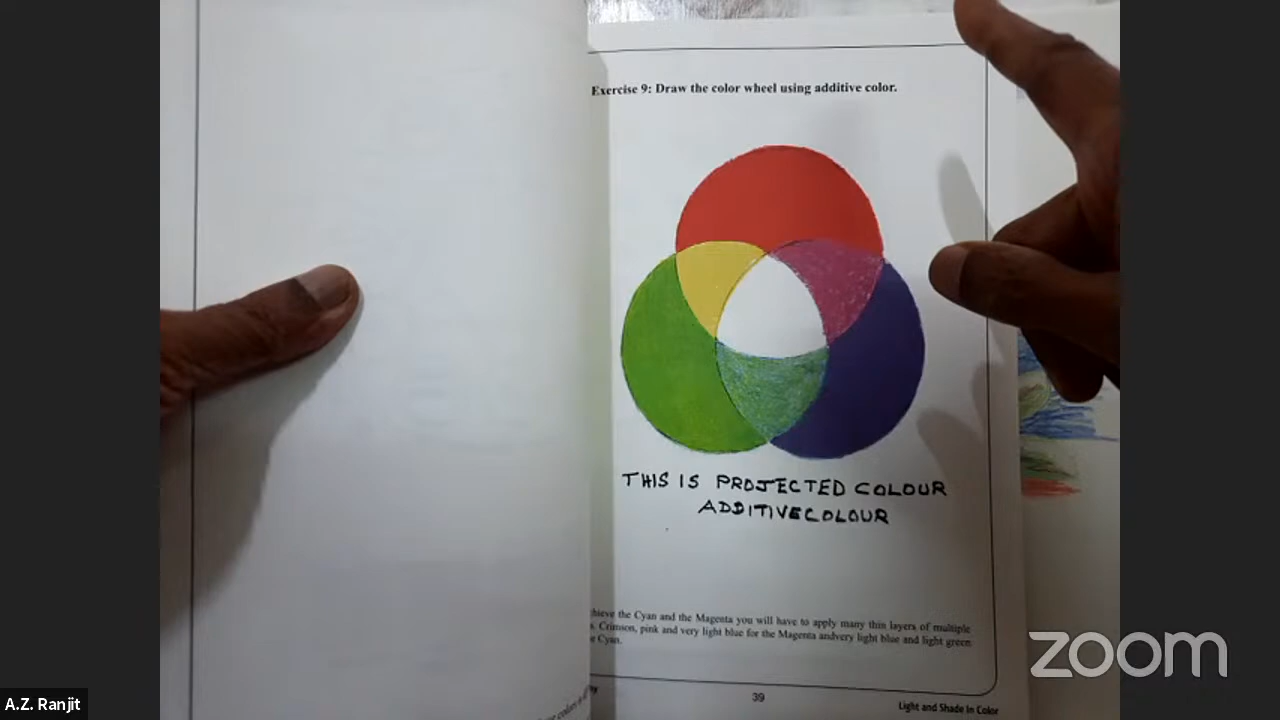 Exercise 9: Draw the color wheel using additive color.
THIS IS PROJECTED COLOUR
ADDITIVECOLOUR
hieve the Cyan and the Magenta you will have to apply many thin layers of multiple
s. Crimson, pink and very light blue for the Magenta andvery light blue and light green
e Cyan.
39
Light and Shade In Color
zoom
A.Z. Ranjit